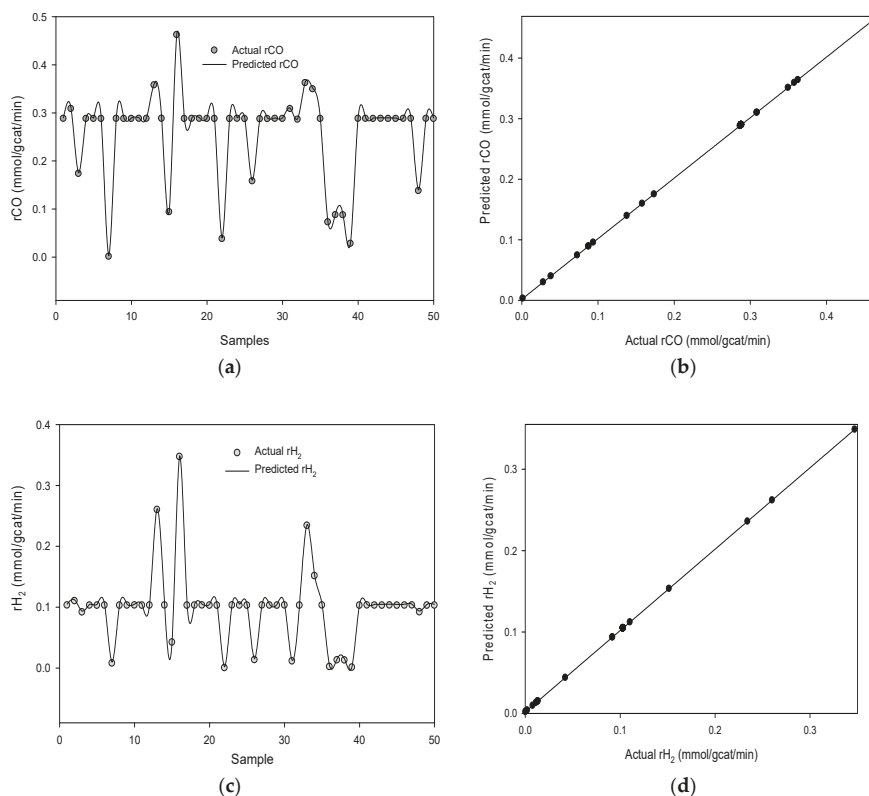 0.5
0.4
0.3
0.2
0.1
0.0
rCO (mmol/gcat/min)
Actual rCO
Predicted rCO
0 10 20 30 40 50
Samples
(a)
0.4
0.3
0.2
0.1
0.0
Predicted rCO (mmol/gcat/min)
0.0 0.1 0.2 0.3 0.4
Actual rCO (mmol/gcat/min)
(b)
0.4
0.3
0.2
0.1
0.0
rH2 (mmol/gcat/min)
Actual rH2
Predicted rH2
0 10 20 30 40 50
Sample
(c)
0.3
0.2
0.1
0.0
Predicted rH2 (mmol/gcat/min)
0.0 0.1 0.2 0.3
Actual rH2 (mmol/gcat/min)
(d)